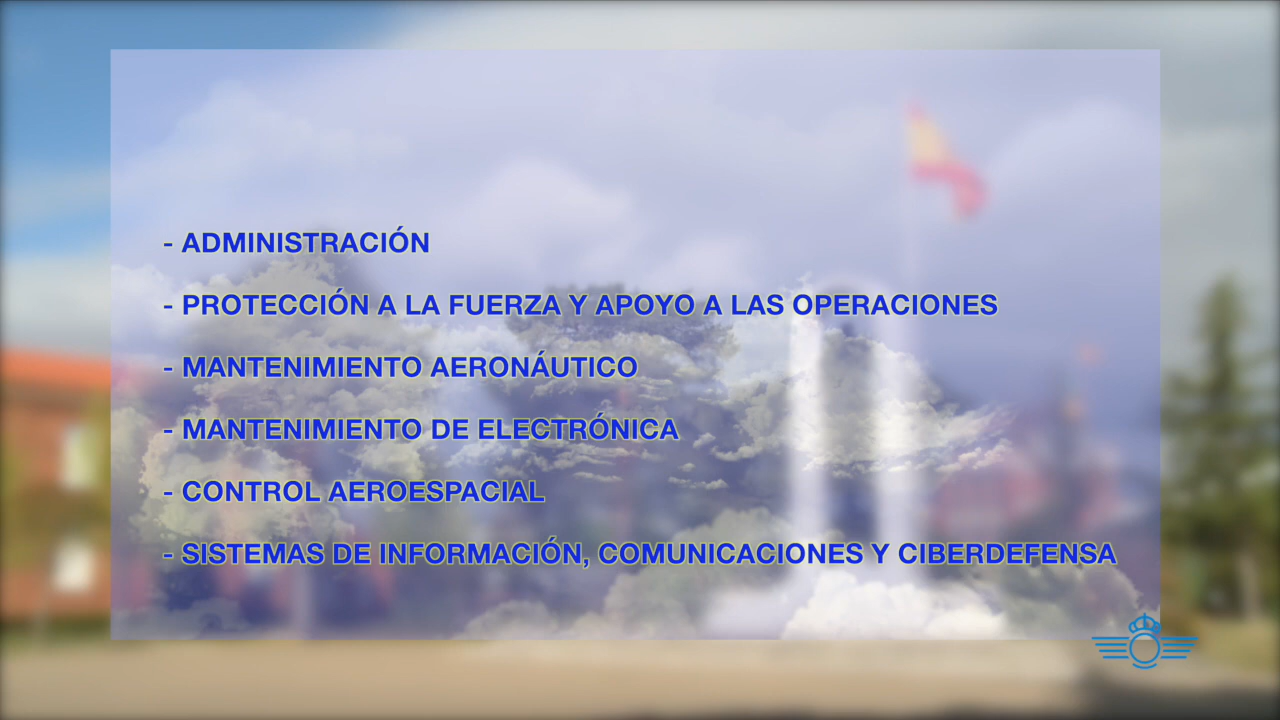 - ADMINISTRACIÓN
- PROTECCIÓN A LA FUERZA Y APOYO A LAS OPERACIONES
- MANTENIMIENTO AERONÁUTICO
- MANTENIMIENTO DE ELECTRÓNICA
- CONTROL AEROESPACIAL
- SISTEMAS DE INFORMACIÓN, COMUNICACIONES Y CIBERDEFENSA